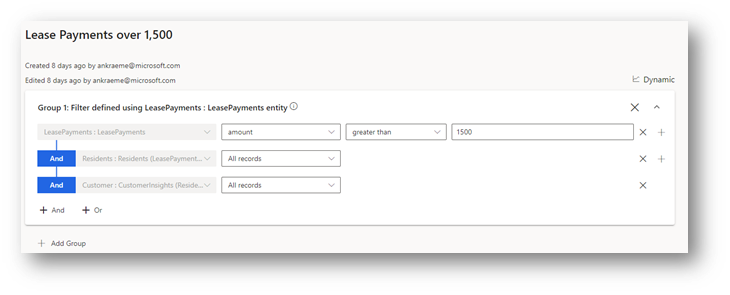 Lease Payments over 1,500
Created 8 days ago by ankraeme@microsoft.com
Edited 8 days ago by ankraeme@microsoft.com
Dynamic
Group 1: Filter defined using LeasePayments : LeasePayments entity
LeasePayments : LeasePayments amount greater than 1500
And Residents : Residents (LeasePayment... All records
And Customer : CustomerInsights (Reside... All records
+ And + Or
+ Add Group